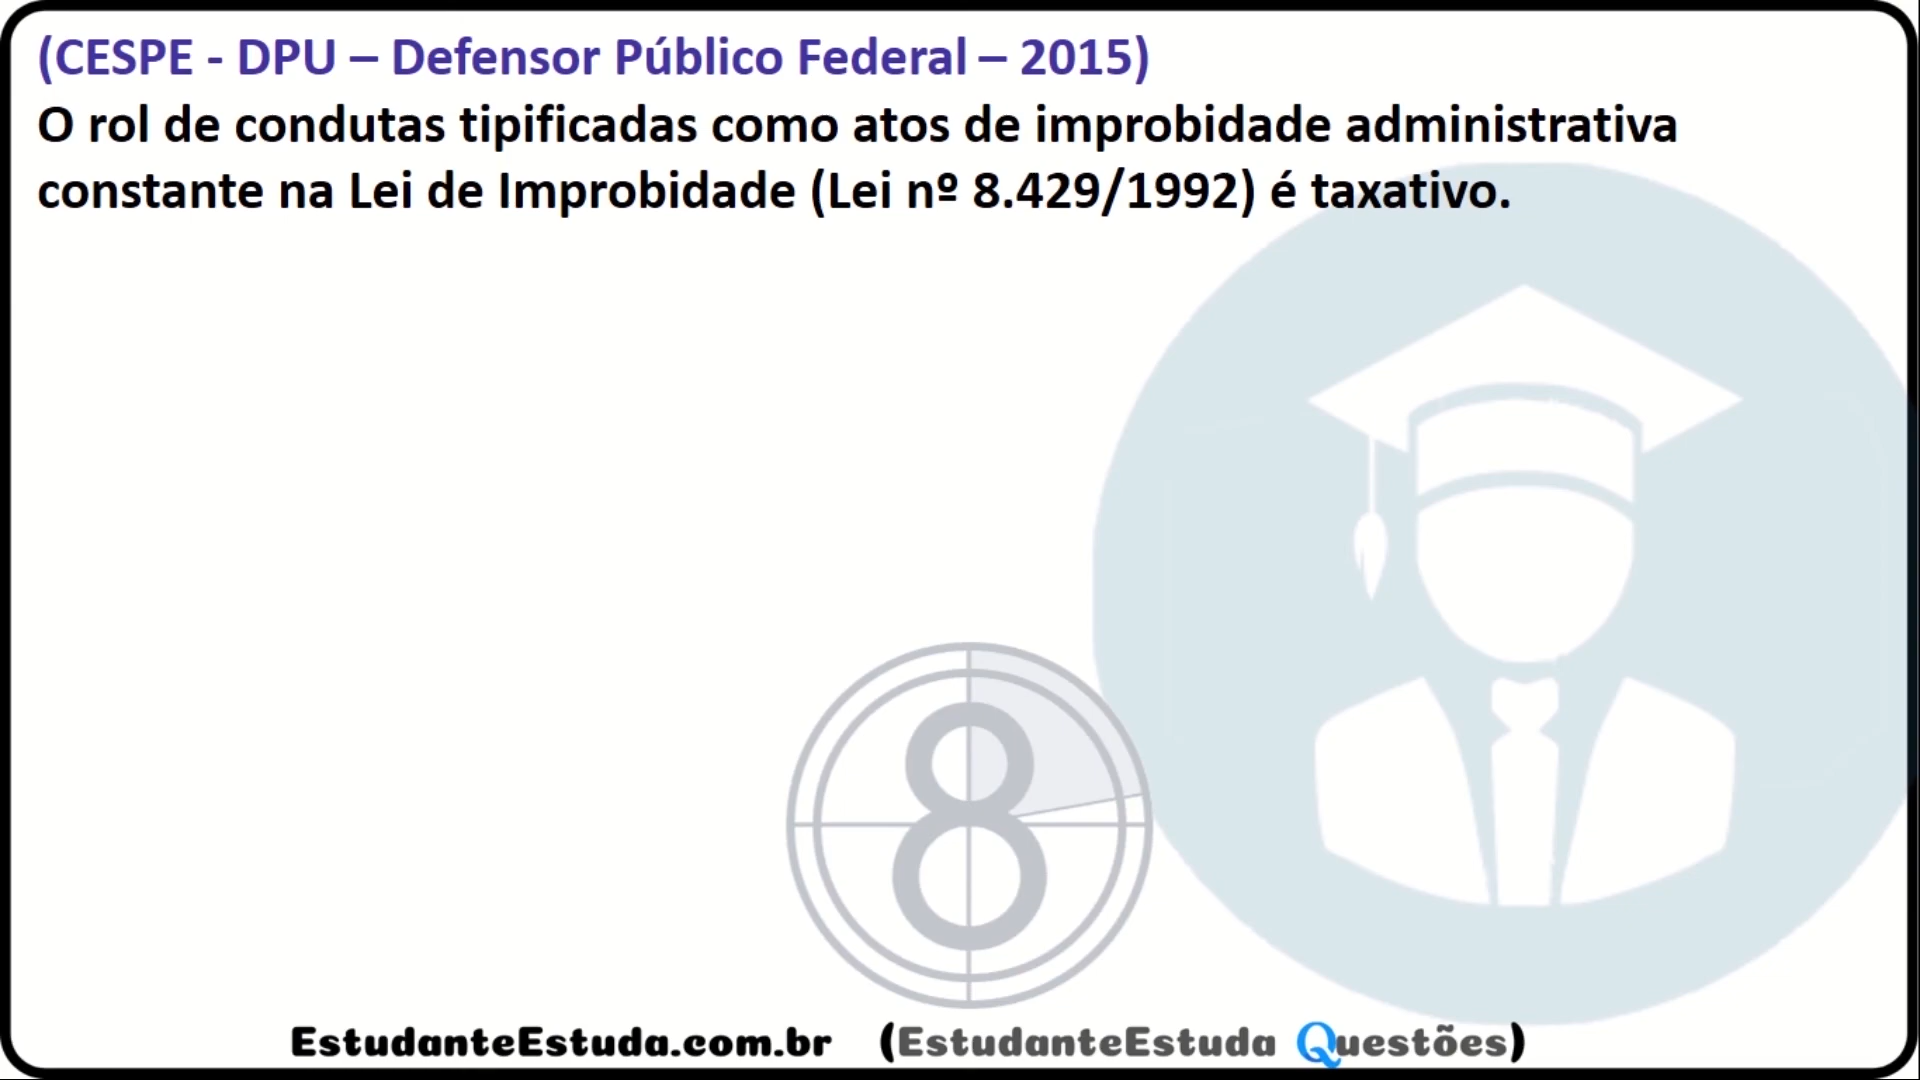 (CESPE - DPU – Defensor Público Federal – 2015)
O rol de condutas tipificadas como atos de improbidade administrativa
constante na Lei de Improbidade (Lei nº 8.429/1992) é taxativo.
8
EstudanteEstuda.com.br (EstudanteEstuda Questões)